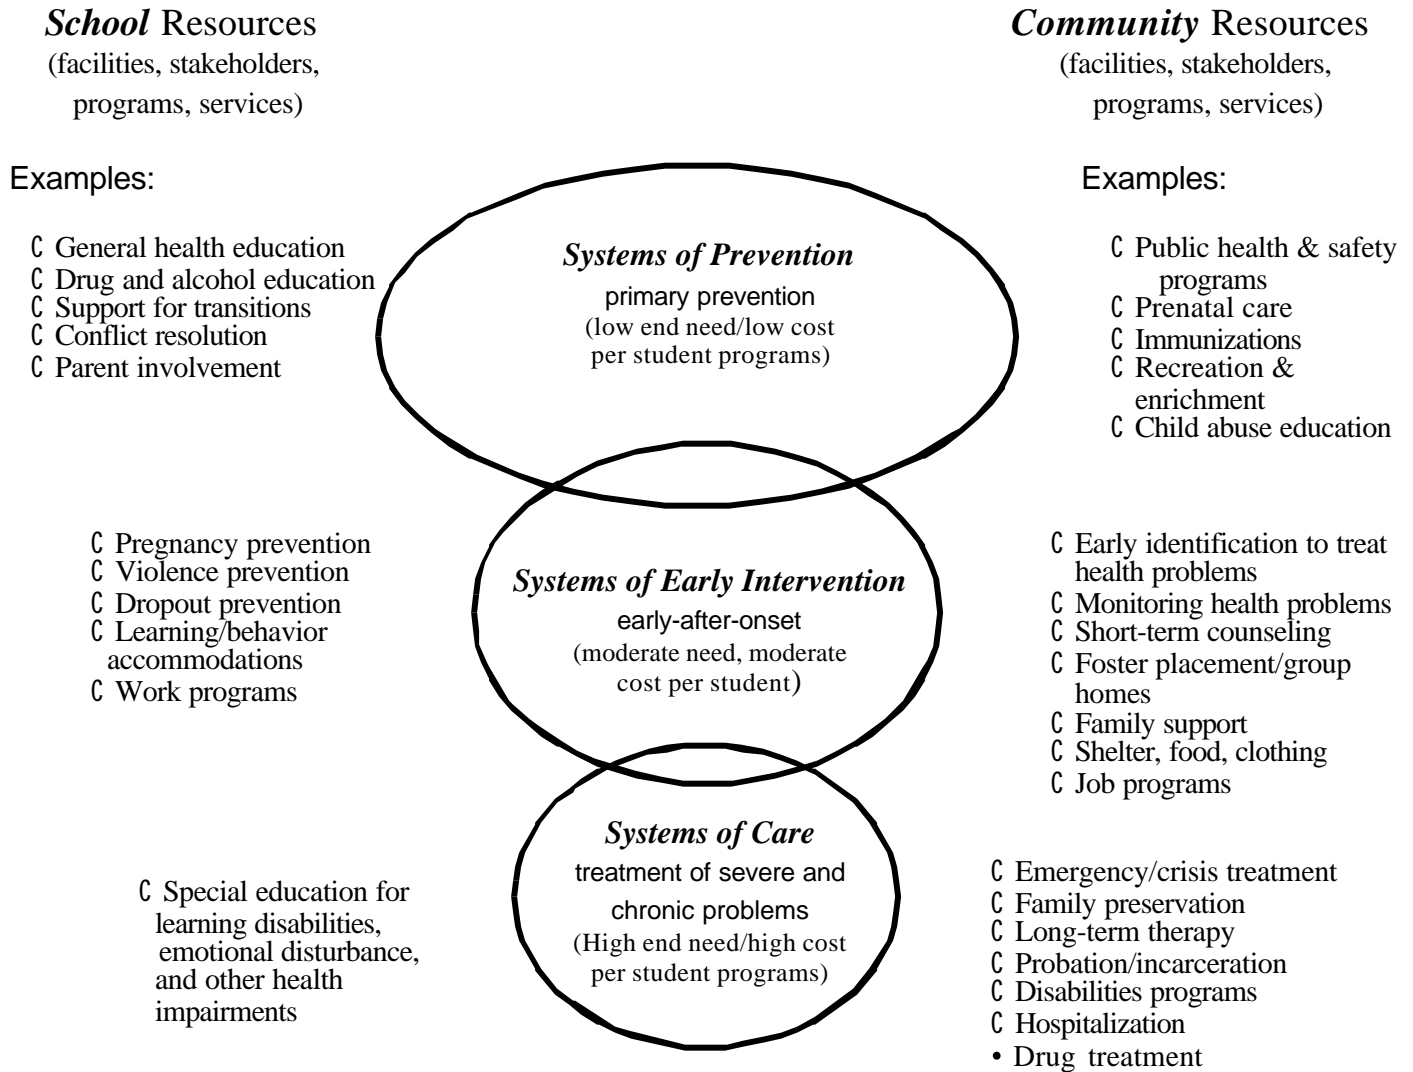 School Resources
(facilities, stakeholders,
programs, services)
Examples:
C General health education
C Drug and alcohol education
C Support for transitions
C Conflict resolution
C Parent involvement
C Pregnancy prevention
C Violence prevention
C Dropout prevention
C Learning/behavior
accommodations
C Work programs
C Special education for
learning disabilities,
emotional disturbance,
and other health
impairments
Systems of Prevention
primary prevention
(low end need/low cost
per student programs)
Systems of Early Intervention
early-after-onset
(moderate need, moderate
cost per student)
Systems of Care
treatment of severe and
chronic problems
(High end need/high cost
per student programs)
Community Resources
(facilities, stakeholders,
programs, services)
Examples:
C Public health & safety
programs
C Prenatal care
C Immunizations
C Recreation &
enrichment
C Child abuse education
C Early identification to treat
health problems
C Monitoring health problems
C Short-term counseling
C Foster placement/group
homes
C Family support
C Shelter, food, clothing
C Job programs
C Emergency/crisis treatment
C Family preservation
C Long-term therapy
C Probation/incarceration
C Disabilities programs
C Hospitalization
• Drug treatment